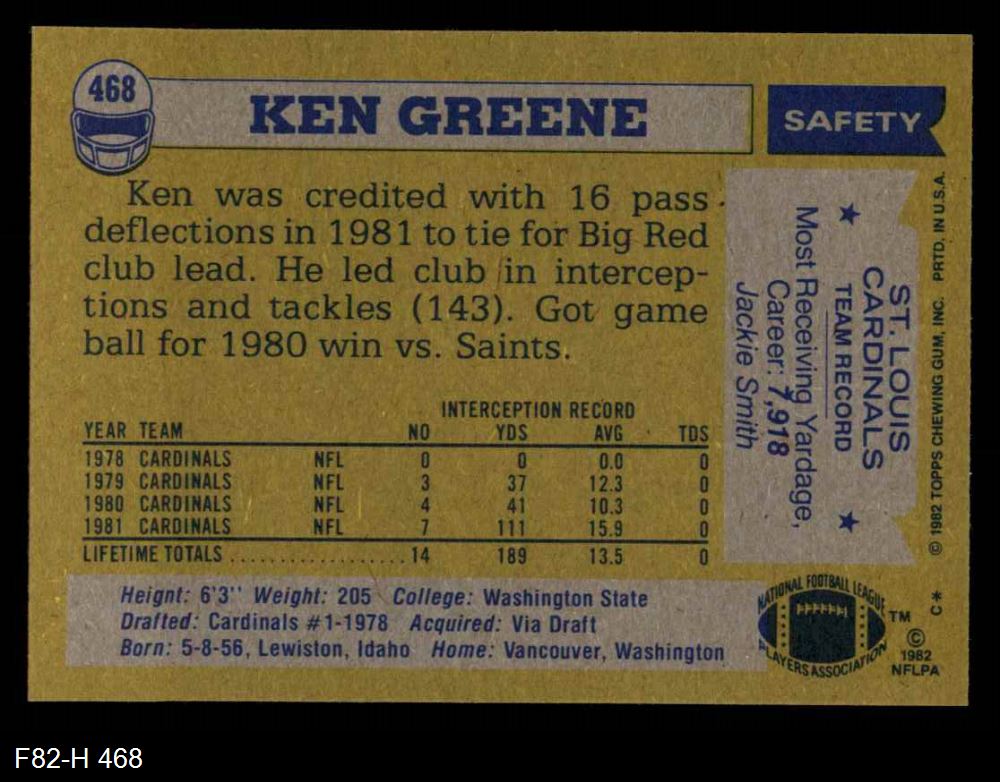 468
KEN GREENE
SAFETY
Ken was credited with 16 pass
deflections in 1981 to tie for Big Red
club lead. He led club in intercep-
tions and tackles (143). Got game
ball for 1980 win vs. Saints.
INTERCEPTION RECORD
YEAR TEAM NO YDS AVG TDS
1978 CARDINALS NFL 0 0 0.0 0
1979 CARDINALS NFL 3 37 12.3 0
1980 CARDINALS NFL 4 41 10.3 0
1981 CARDINALS NFL 7 111 15.9 0
LIFETIME TOTALS .................... 14 189 13.5 0
Heignt: 6'3'' Weight: 205 College: Washington State
Drafted: Cardinals #1-1978 Acquired: Via Draft
Born: 5-8-56, Lewiston, Idaho Home: Vancouver, Washington
ST. LOUIS
CARDINALS
★ TEAM RECORD ★
Most Receiving Yardage,
Career: 7,918
Jackie Smith
© 1982 TOPPS CHEWING GUM, INC. PRTD. IN U.S.A.
NATIONAL FOOTBALL LEAGUE
PLAYERS ASSOCIATION
TM
C*
©
1982
NFLPA
F82-H 468